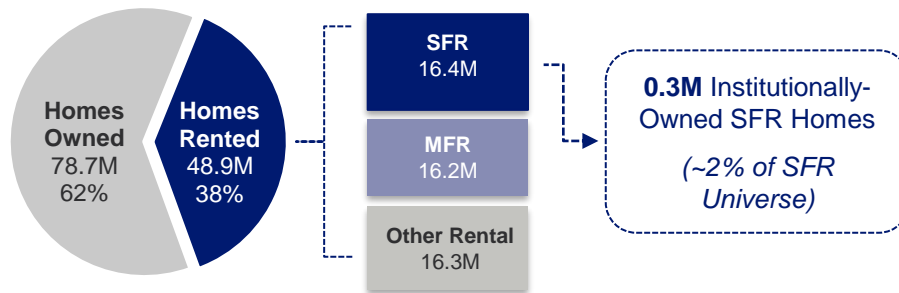 Homes
Owned
78.7M
62%
Homes
Rented
48.9M
38%
SFR
16.4M
MFR
16.2M
Other Rental
16.3M
0.3M Institutionally-
Owned SFR Homes
(~2% of SFR
Universe)